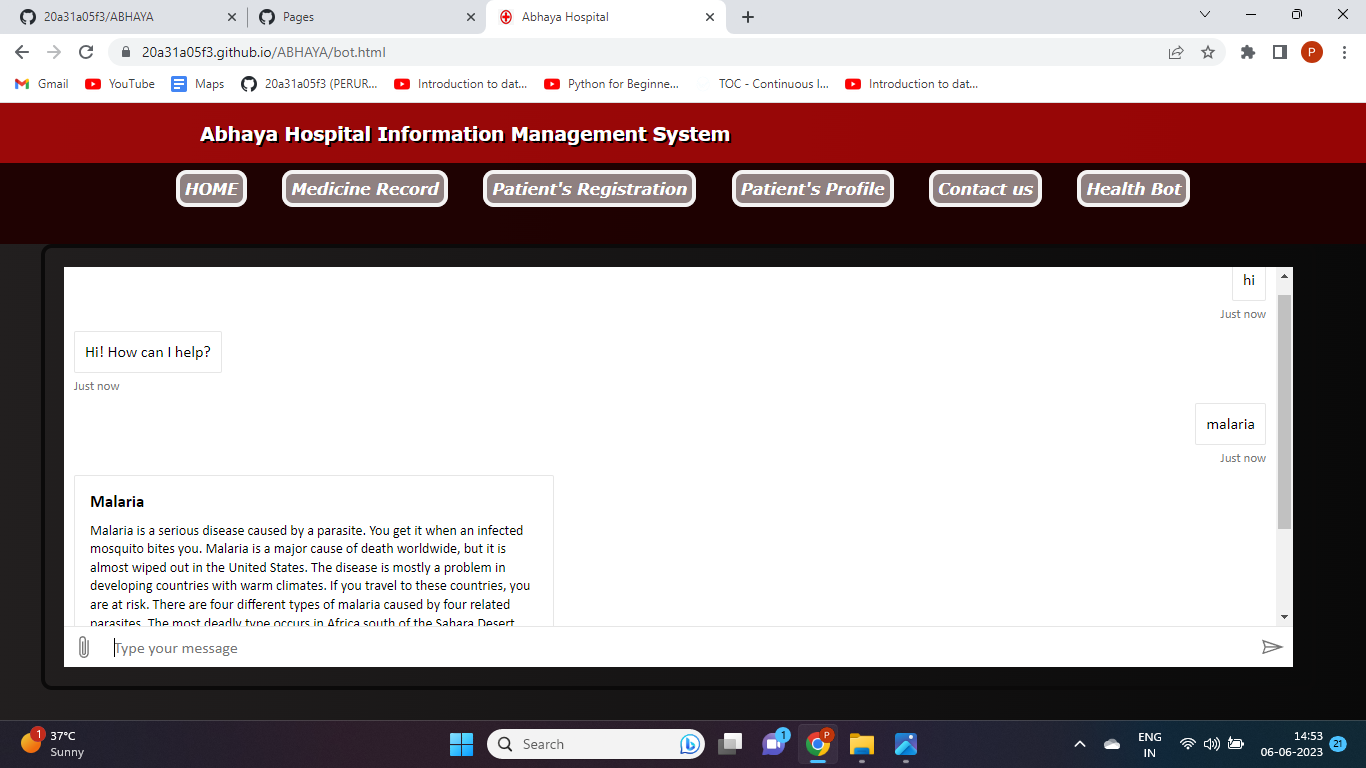 20a31a05f3/ABHAYA
Pages
Abhaya Hospital
20a31a05f3.github.io/ABHAYA/bot.html
P
Gmail
YouTube
Maps
20a31a05f3 (PERUR...
Introduction to dat...
Python for Beginne...
TOC - Continuous I...
Introduction to dat...
Abhaya Hospital Information Management System
HOME
Medicine Record
Patient's Registration
Patient's Profile
Contact us
Health Bot
hi
Just now
Hi! How can I help?
Just now
malaria
Just now
Malaria
Malaria is a serious disease caused by a parasite. You get it when an infected
mosquito bites you. Malaria is a major cause of death worldwide, but it is
almost wiped out in the United States. The disease is mostly a problem in
developing countries with warm climates. If you travel to these countries, you
are at risk. There are four different types of malaria caused by four related
parasites. The most deadly type occurs in Africa south of the Sahara Desert.
Type your message
1
37°C
Sunny
Search
1
P
ENG
IN
14:53
06-06-2023
21